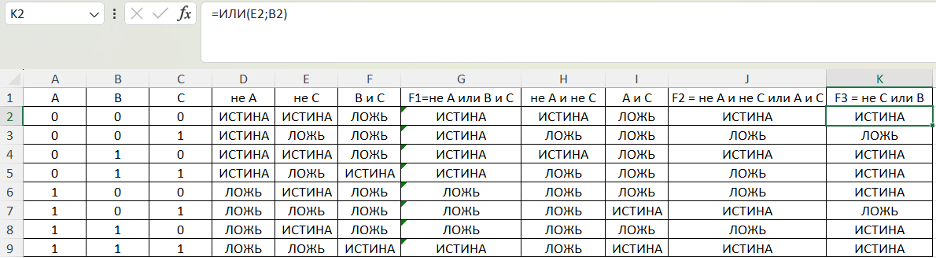 K2 fx =ИЛИ(E2;B2)
A B C D E F G H I J K
1 A B C не A не C B и C F1=не A или B и C не A и не C A и C F2 = не A и не C или A и C F3 = не C или B
2 0 0 0 ИСТИНА ИСТИНА ЛОЖЬ ИСТИНА ИСТИНА ЛОЖЬ ИСТИНА ИСТИНА
3 0 0 1 ИСТИНА ЛОЖЬ ЛОЖЬ ИСТИНА ЛОЖЬ ЛОЖЬ ЛОЖЬ ЛОЖЬ
4 0 1 0 ИСТИНА ИСТИНА ЛОЖЬ ИСТИНА ИСТИНА ЛОЖЬ ИСТИНА ИСТИНА
5 0 1 1 ИСТИНА ЛОЖЬ ИСТИНА ИСТИНА ЛОЖЬ ЛОЖЬ ЛОЖЬ ИСТИНА
6 1 0 0 ЛОЖЬ ИСТИНА ЛОЖЬ ЛОЖЬ ЛОЖЬ ЛОЖЬ ЛОЖЬ ИСТИНА
7 1 0 1 ЛОЖЬ ЛОЖЬ ЛОЖЬ ЛОЖЬ ЛОЖЬ ИСТИНА ИСТИНА ЛОЖЬ
8 1 1 0 ЛОЖЬ ИСТИНА ЛОЖЬ ЛОЖЬ ЛОЖЬ ЛОЖЬ ЛОЖЬ ИСТИНА
9 1 1 1 ЛОЖЬ ЛОЖЬ ИСТИНА ИСТИНА ЛОЖЬ ИСТИНА ИСТИНА ИСТИНА